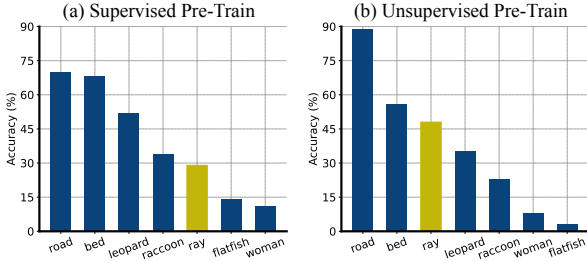 (a) Supervised Pre-Train
Accuracy (%)
90
75
60
45
30
15
0
road bed leopard raccoon ray flatfish woman
(b) Unsupervised Pre-Train
Accuracy (%)
90
75
60
45
30
15
0
road bed ray leopard raccoon woman flatfish